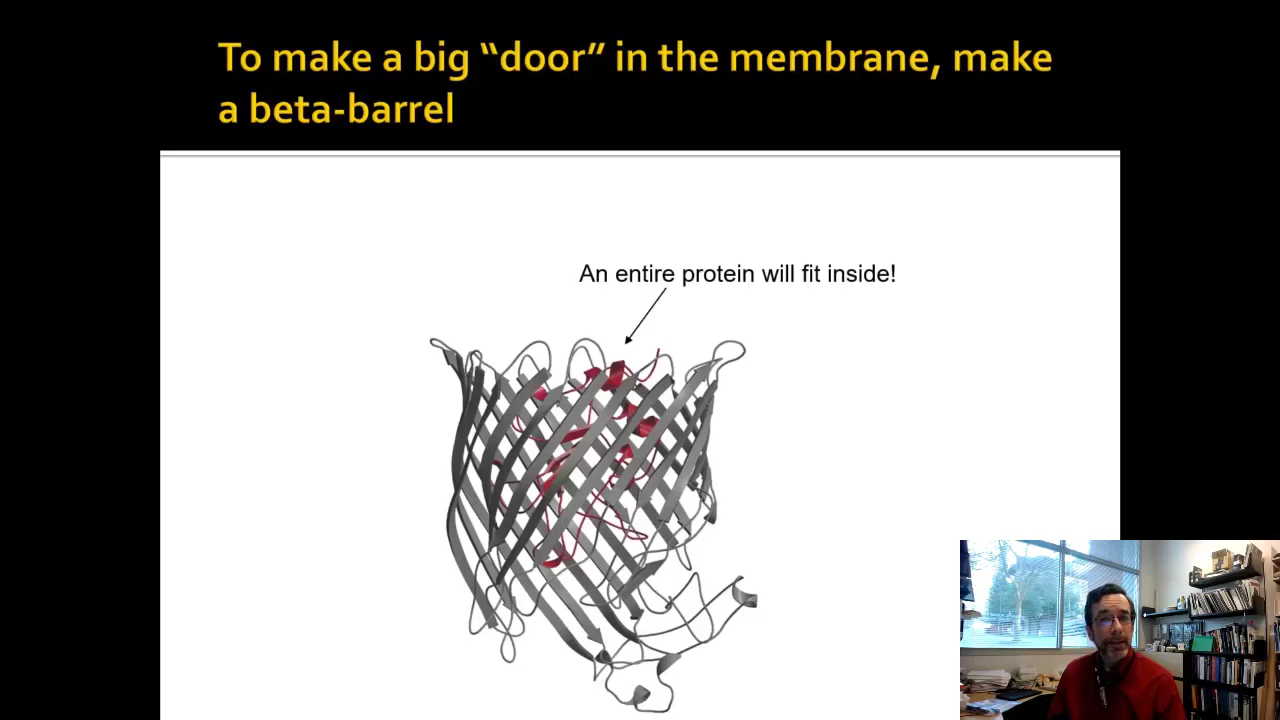 To make a big “door” in the membrane, make
a beta-barrel
An entire protein will fit inside!